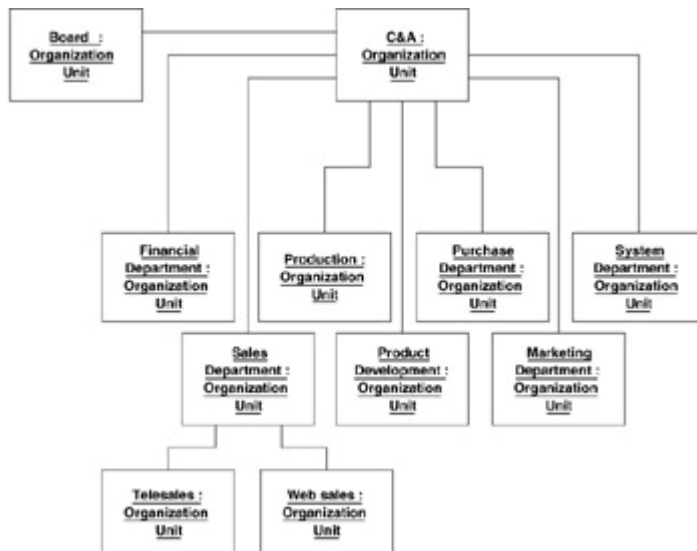 Board :
Organization
Unit
C&A :
Organization
Unit
Financial
Department :
Organization
Unit
Production :
Organization
Unit
Purchase
Department :
Organization
Unit
System
Department :
Organization
Unit
Sales
Department :
Organization
Unit
Product
Development :
Organization
Unit
Marketing
Department :
Organization
Unit
Telesales :
Organization
Unit
Web sales :
Organization
Unit